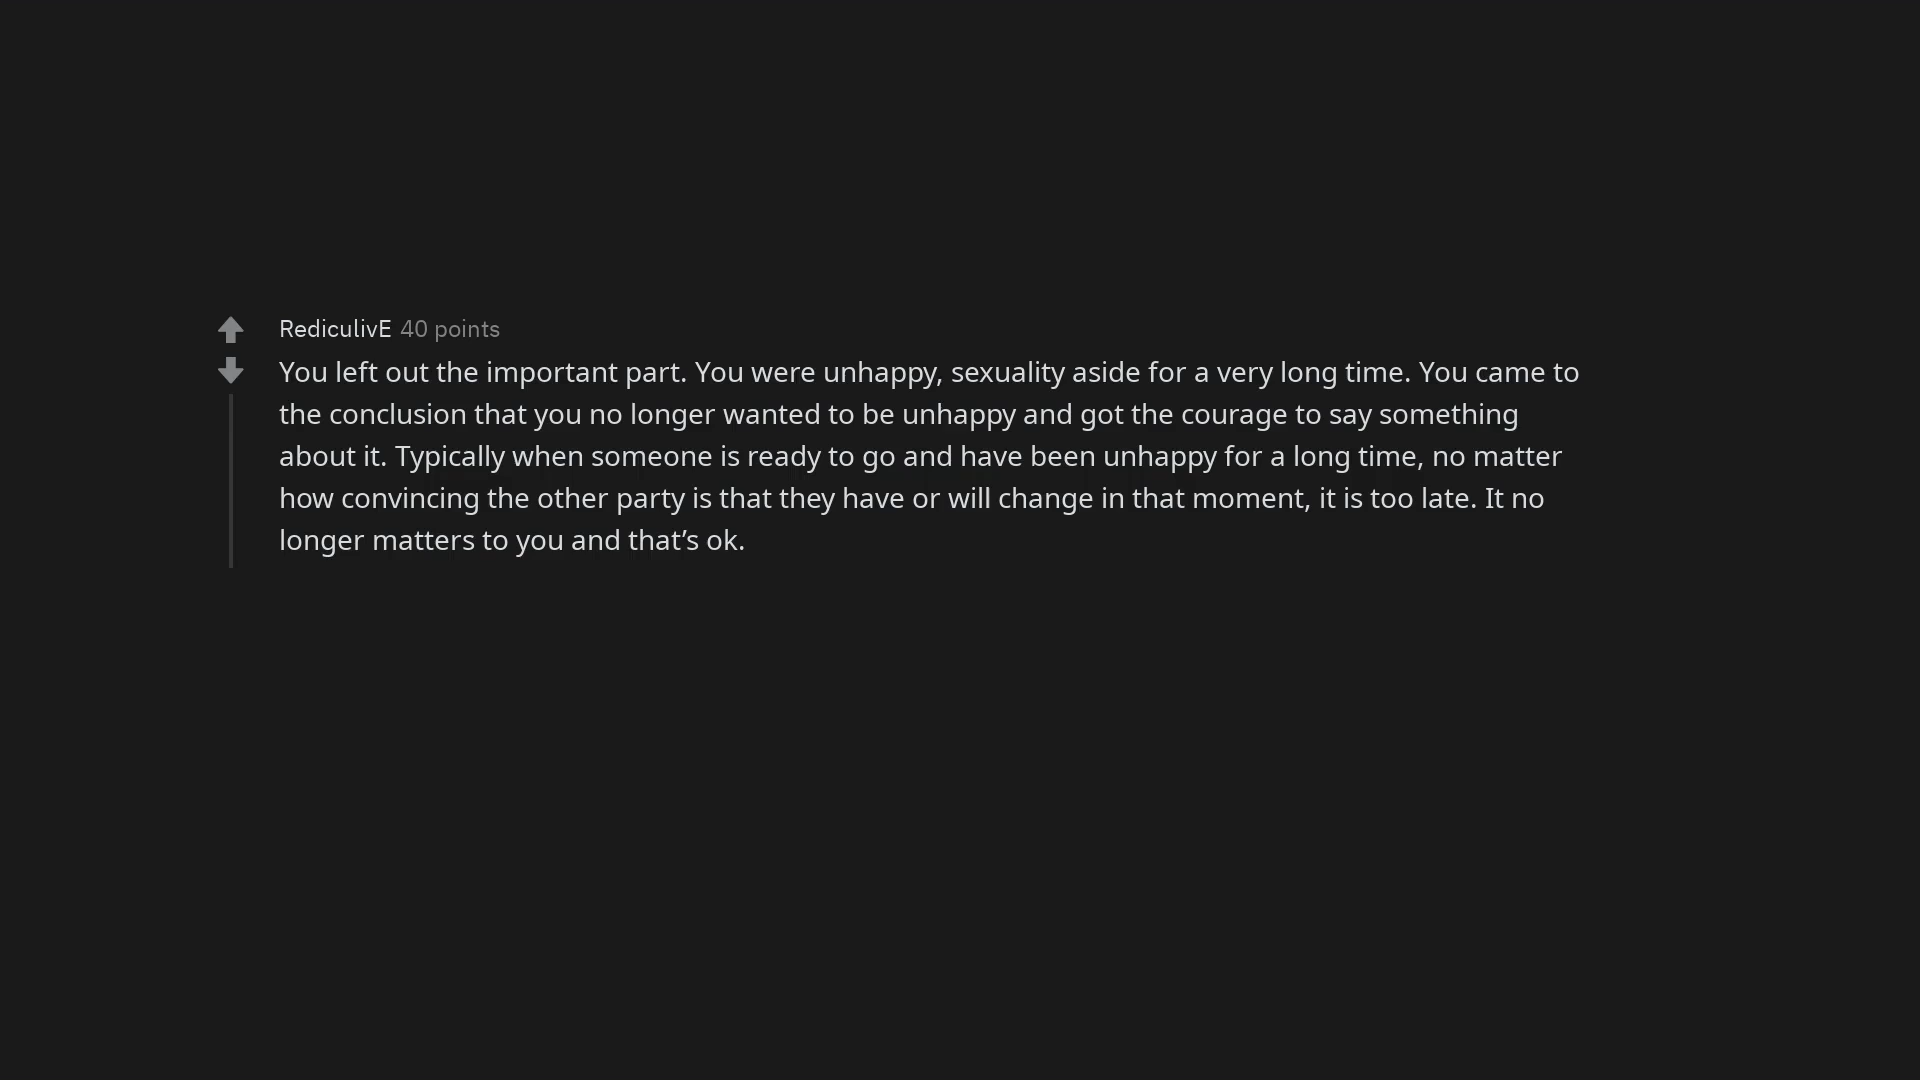 RediculivE 40 points
You left out the important part. You were unhappy, sexuality aside for a very long time. You came to
the conclusion that you no longer wanted to be unhappy and got the courage to say something
about it. Typically when someone is ready to go and have been unhappy for a long time, no matter
how convincing the other party is that they have or will change in that moment, it is too late. It no
longer matters to you and that’s ok.